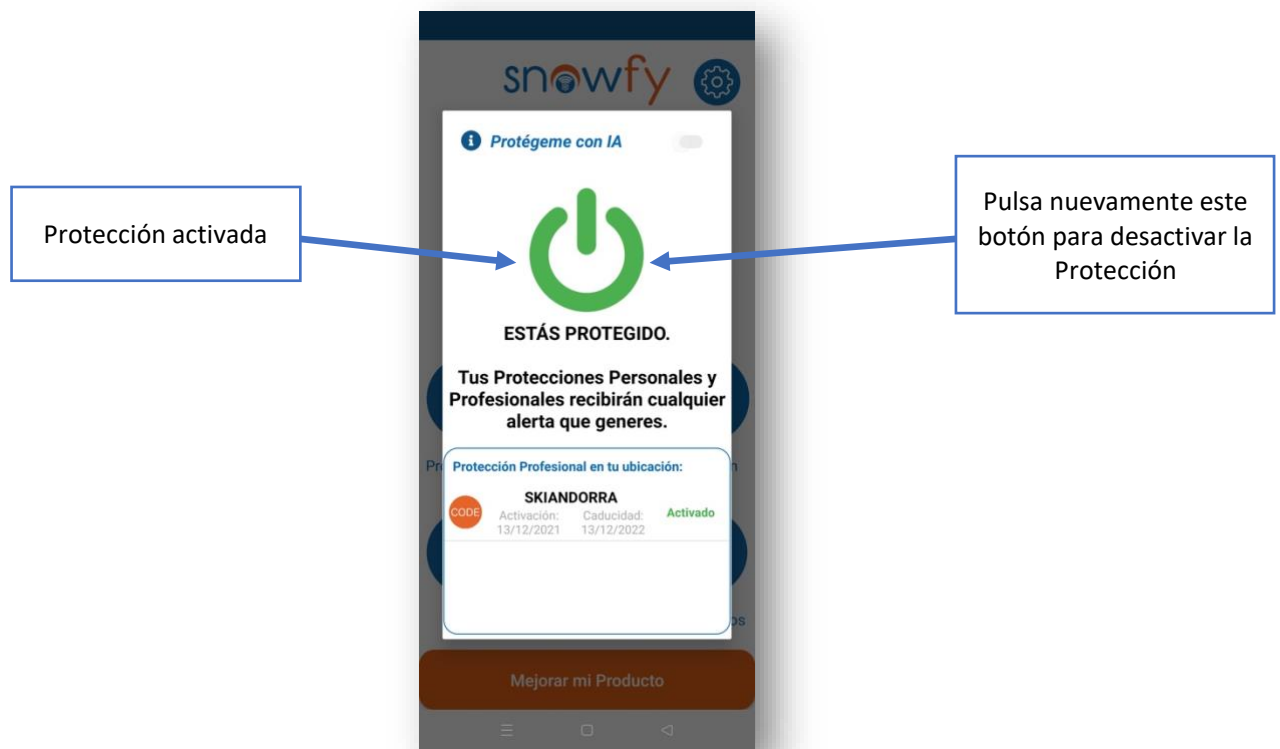 snowfy
Protégeme con IA
Protección activada
Pulsa nuevamente este
botón para desactivar la
Protección
ESTÁS PROTEGIDO.
Tus Protecciones Personales y
Profesionales recibirán cualquier
alerta que generes.
Protección Profesional en tu ubicación:
CODE
SKIANDORRA
Activación: Caducidad: Activado
13/12/2021 13/12/2022
Mejorar mi Producto